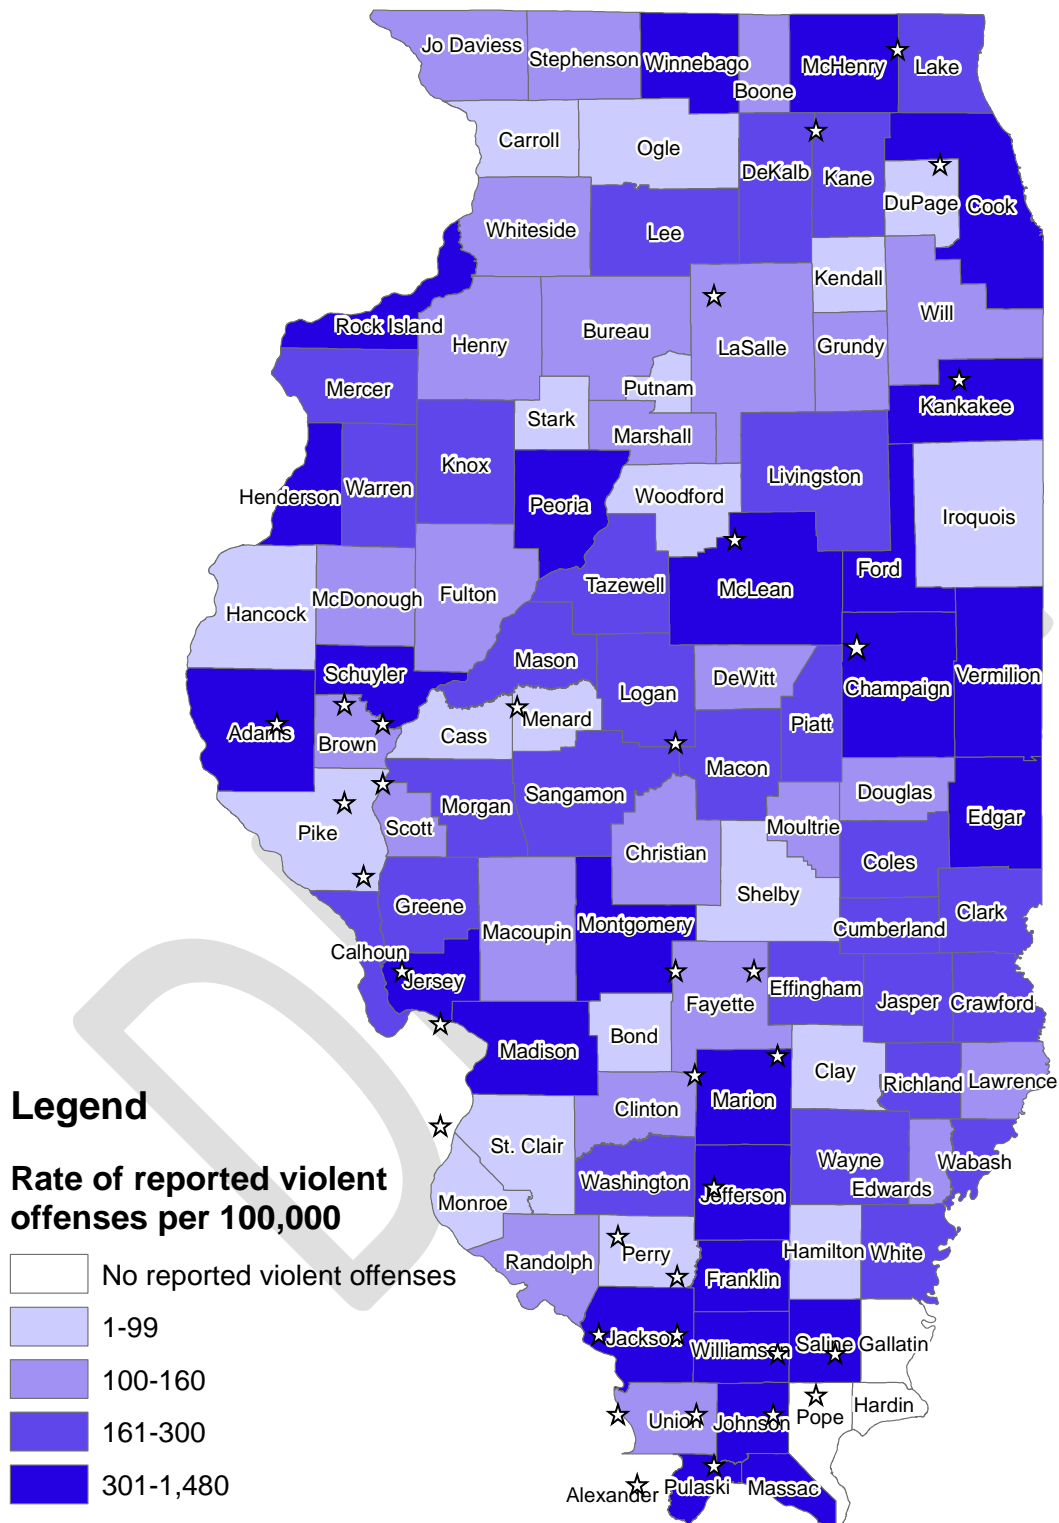 Jo Daviess
Stephenson
Winnebago
Boone
McHenry
Lake
Carroll
Ogle
DeKalb
Kane
DuPage
Cook
Whiteside
Lee
Kendall
Rock Island
Henry
Bureau
LaSalle
Grundy
Will
Mercer
Putnam
Kankakee
Stark
Marshall
Knox
Henderson
Warren
Peoria
Woodford
Livingston
Iroquois
Hancock
McDonough
Fulton
Tazewell
McLean
Ford
Schuyler
Mason
Logan
DeWitt
Champaign
Vermilion
Adams
Brown
Cass
Menard
Piatt
Macon
Pike
Scott
Morgan
Sangamon
Christian
Moultrie
Douglas
Edgar
Coles
Shelby
Greene
Macoupin
Montgomery
Cumberland
Clark
Calhoun
Jersey
Fayette
Effingham
Jasper
Crawford
Madison
Bond
Clay
Richland
Lawrence
Clinton
Marion
St. Clair
Washington
Wayne
Edwards
Wabash
Monroe
Jefferson
Randolph
Perry
Hamilton
White
Franklin
Jackson
Williamson
Saline
Gallatin
Union
Johnson
Pope
Hardin
Alexander
Pulaski
Massac
Legend
Rate of reported violent
offenses per 100,000
No reported violent offenses
1-99
100-160
161-300
301-1,480